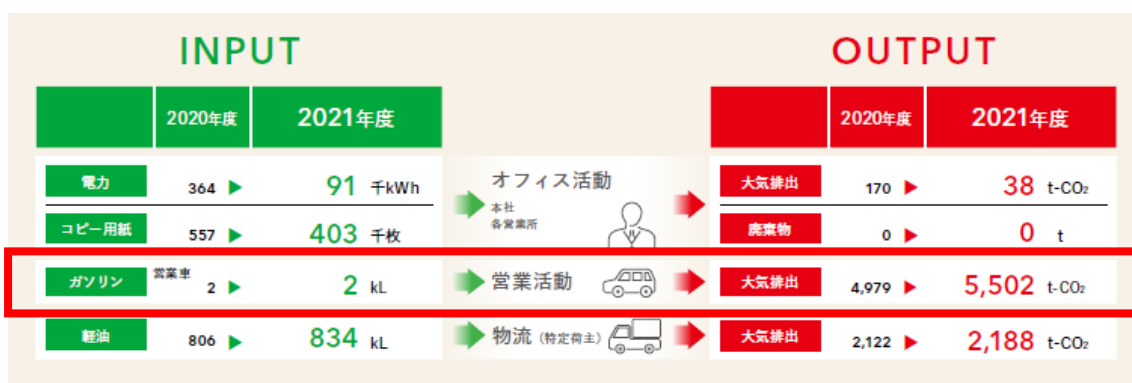 INPUT
OUTPUT
2020年度 2021年度
2020年度 2021年度
電力 364 ▶ 91 千kWh
オフィス活動
本社
各営業所
大気排出 170 ▶ 38 t-CO₂
コピー用紙 557 ▶ 403 千枚
廃棄物 0 ▶ 0 t
ガソリン 営業車 2 ▶ 2 kL
営業活動
大気排出 4,979 ▶ 5,502 t-CO₂
軽油 806 ▶ 834 kL
物流（特定荷主）
大気排出 2,122 ▶ 2,188 t-CO₂